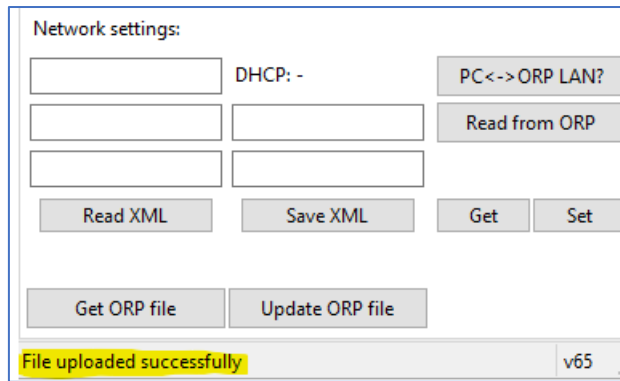 Network settings:
DHCP: - PC<->ORP LAN?
Read from ORP
Read XML Save XML Get Set
Get ORP file Update ORP file
File uploaded successfully v65